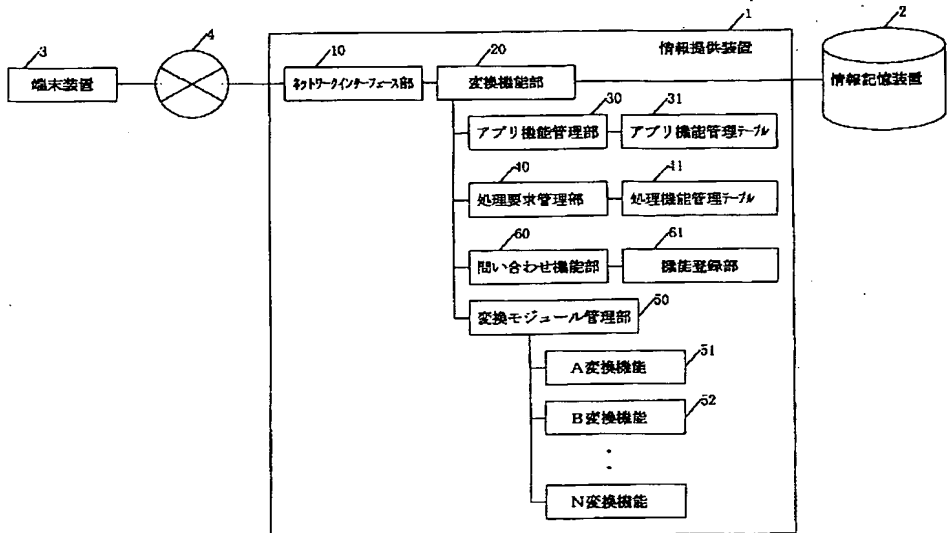 1
2
情報提供装置
3
4
10
20
端末装置
ネットワークインターフェース部
変換機能部
情報記憶装置
30
31
アプリ機能管理部
アプリ機能管理テーブル
40
41
処理要求管理部
処理機能管理テーブル
60
61
問い合わせ機能部
機能登録部
50
変換モジュール管理部
51
A変換機能
52
B変換機能
・
・
N変換機能